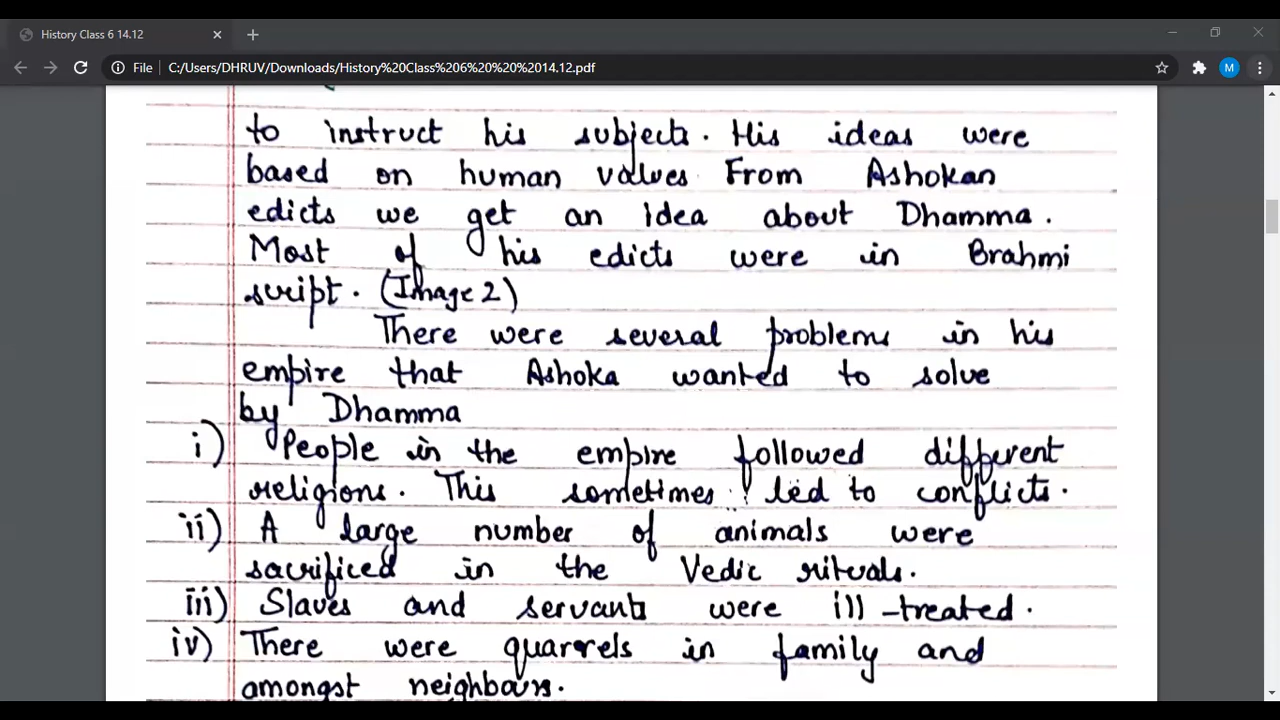 History Class 6 14.12
File C:/Users/DHRUV/Downloads/History%20Class%206%20%20%2014.12.pdf
M
to instruct his subjects. His ideas were
based on human values From Ashokan
edicts we get an idea about Dhamma.
Most of his edicts were in Brahmi
script. (Image 2)
There were several problems in his
empire that Ashoka wanted to solve
by Dhamma
i) People in the empire followed different
religions. This sometimes led to conflicts.
ii) A large number of animals were
sacrificed in the Vedic rituals.
iii) Slaves and servants were ill-treated.
iv) There were quarrels in family and
amongst neighbours.